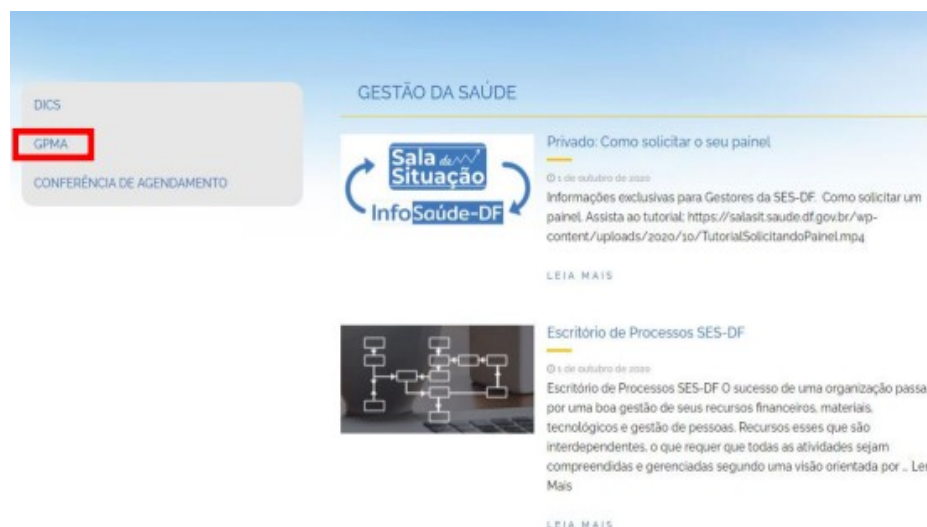 DICS
GPMA
CONFERÊNCIA DE AGENDAMENTO
GESTÃO DA SAÚDE
Sala de
Situação
InfoSaúde-DF
Privado: Como solicitar o seu painel
1 de outubro de 2020
Informações exclusivas para Gestores da SES-DF. Como solicitar um
painel. Assista ao tutorial: https://salasit.saude.df.gov.br/wp-
content/uploads/2020/10/TutorialSolicitandoPainel.mp4
LEIA MAIS
Escritório de Processos SES-DF
1 de outubro de 2020
Escritório de Processos SES-DF O sucesso de uma organização passa
por uma boa gestão de seus recursos financeiros, materiais,
tecnológicos e gestão de pessoas. Recursos esses que são
interdependentes, o que requer que todas as atividades sejam
compreendidas e gerenciadas segundo uma visão orientada por … Ler
Mais
LEIA MAIS